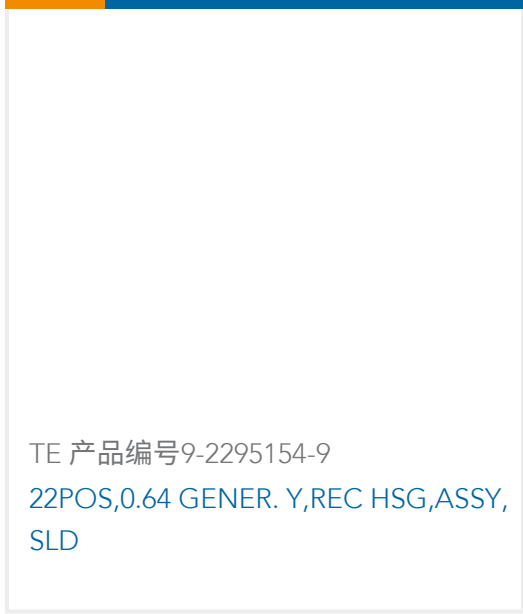 TE 产品编号9-2295154-9
22POS,0.64 GENER. Y,REC HSG,ASSY,
SLD